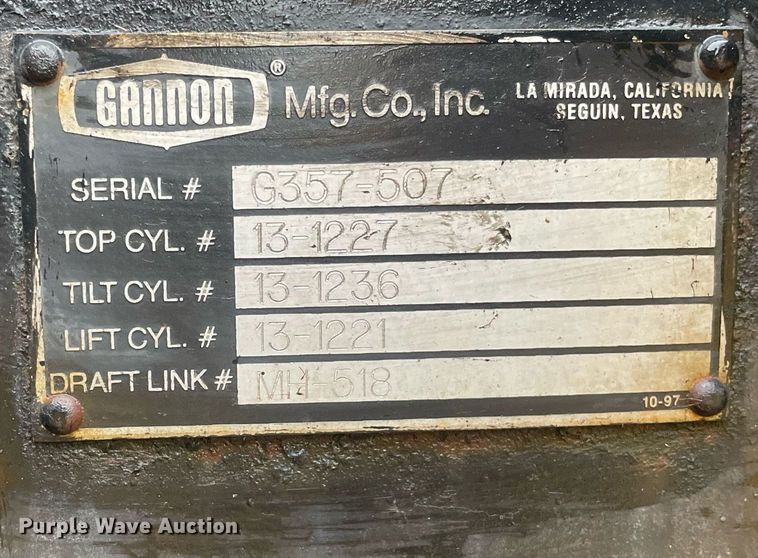 GANNON® Mfg. Co., Inc. LA MIRADA, CALIFORNIA
SEGUIN, TEXAS
SERIAL # G357-507
TOP CYL. # 13-1227
TILT CYL. # 13-1236
LIFT CYL. # 13-1221
DRAFT LINK # MH-518
10-97
Purple Wave Auction